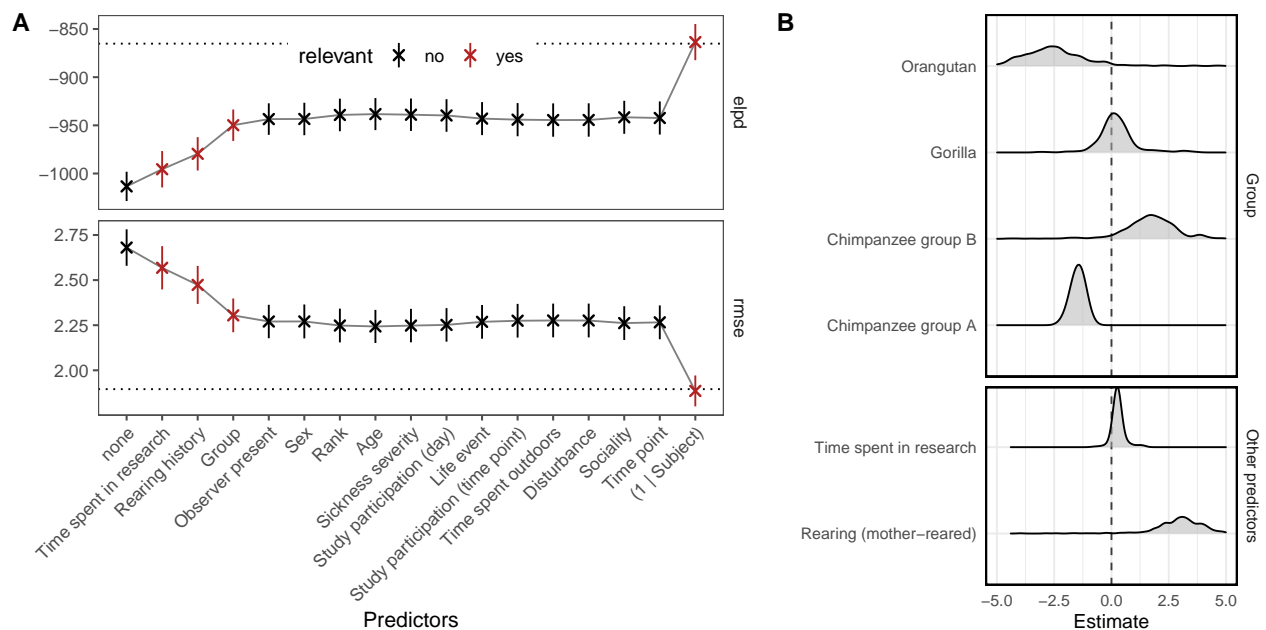 A
−850
−900
−950
−1000
relevant no yes
elpd
2.75
2.50
2.25
2.00
rmse
none
Time spent in research
Rearing history
Group
Observer present
Sex
Rank
Age
Sickness severity
Study participation (day)
Life event
Study participation (time point)
Time spent outdoors
Disturbance
Sociality
Time point
(1 | Subject)
Predictors
B
Orangutan
Gorilla
Chimpanzee group B
Chimpanzee group A
Group
Time spent in research
Rearing (mother−reared)
Other predictors
−5.0 −2.5 0.0 2.5 5.0
Estimate